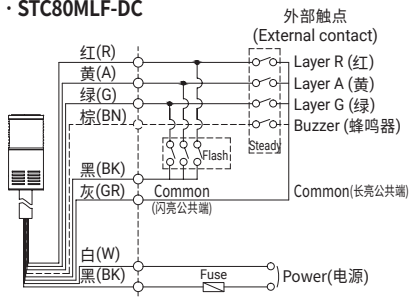 · STC80MLF-DC
外部触点
(External contact)
红(R)
Layer R (红)
黄(A)
Layer A (黄)
绿(G)
Layer G (绿)
棕(BN)
Buzzer (蜂鸣器)
Flash
Steady
黑(BK)
灰(GR)
Common
(闪亮公共端)
Common(长亮公共端)
白(W)
黑(BK)
Fuse
Power(电源)